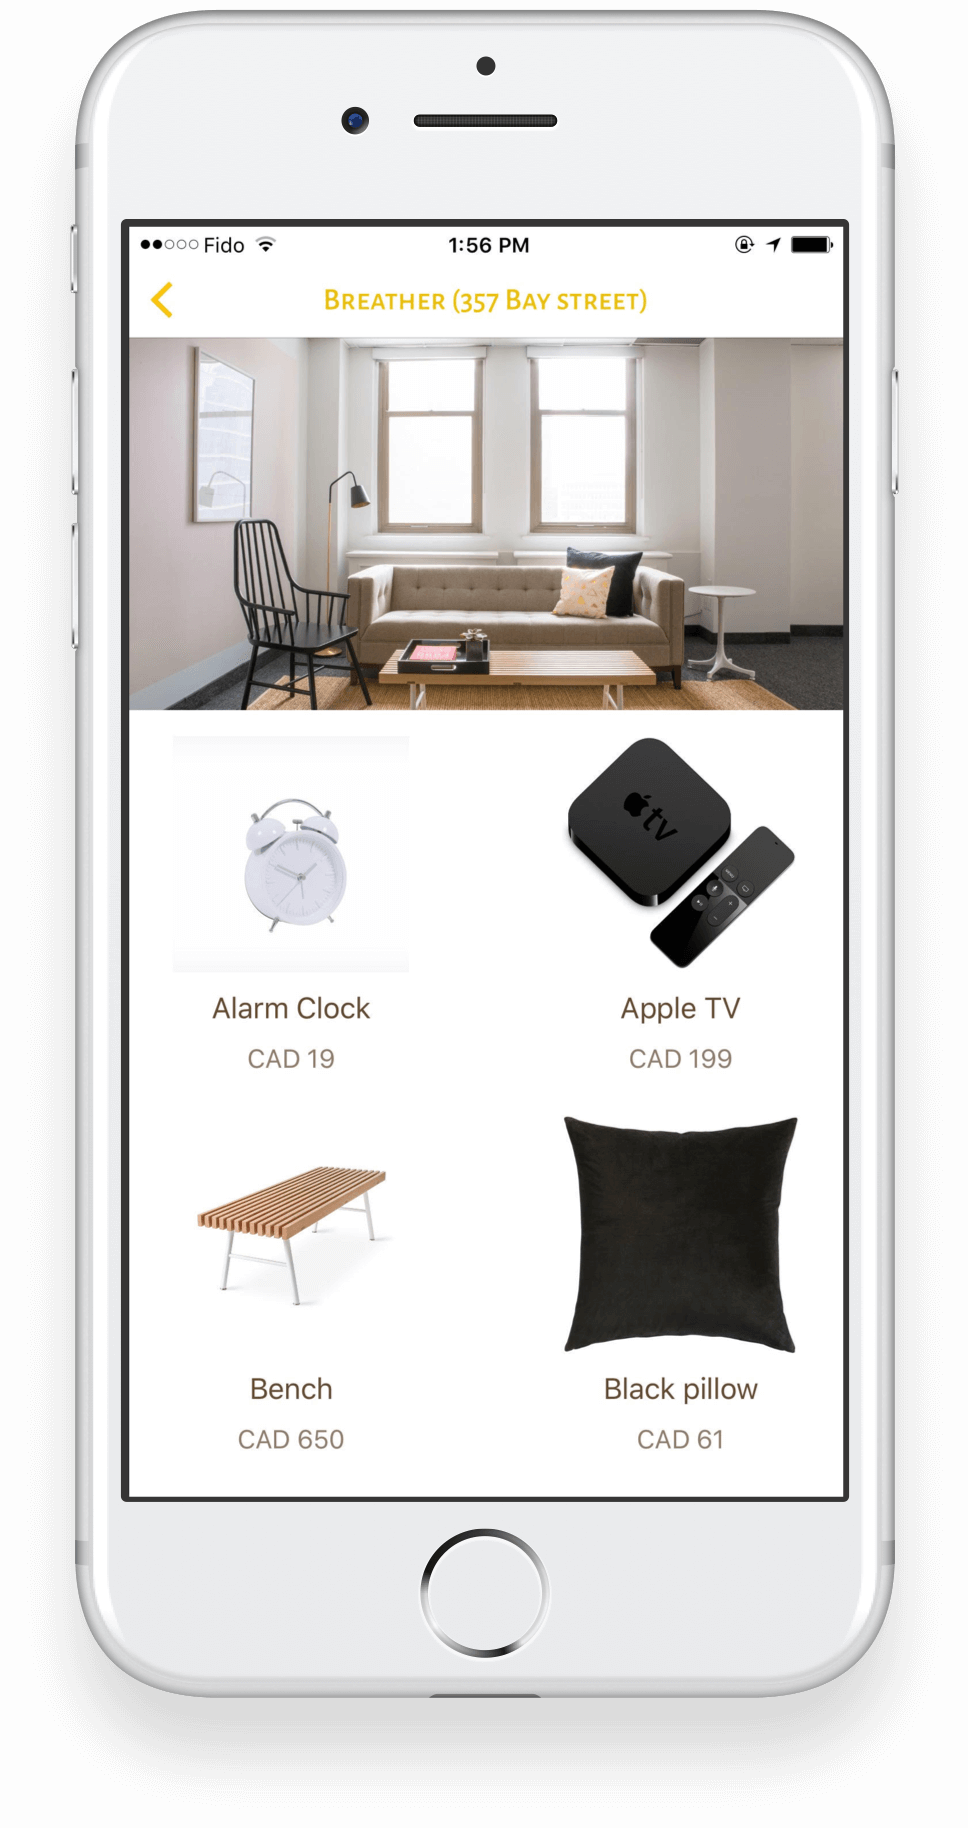 Fido
1:56 PM
BREATHER (357 BAY STREET)
tv
MENU
Alarm Clock
Apple TV
CAD 19
CAD 199
Bench
Black pillow
CAD 650
CAD 61